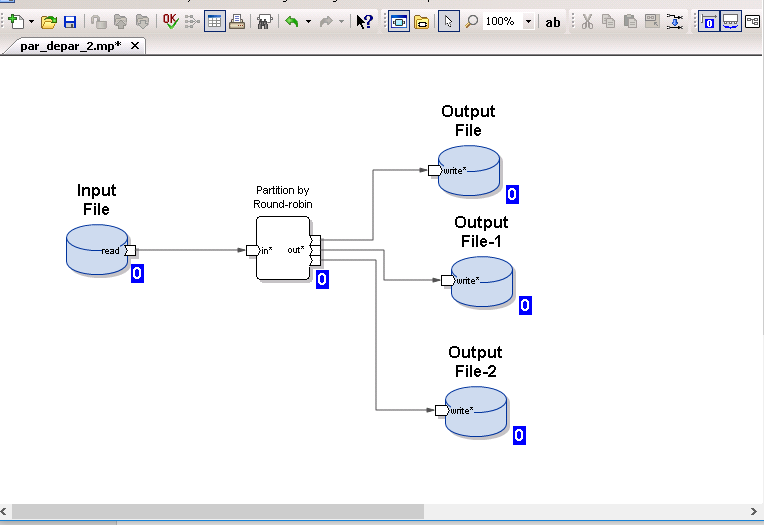 OK
100%
ab
par_depar_2.mp*
Output
File
write*
0
Input
File
read
0
Partition by
Round-robin
in*
out*
0
Output
File-1
write*
0
Output
File-2
write*
0